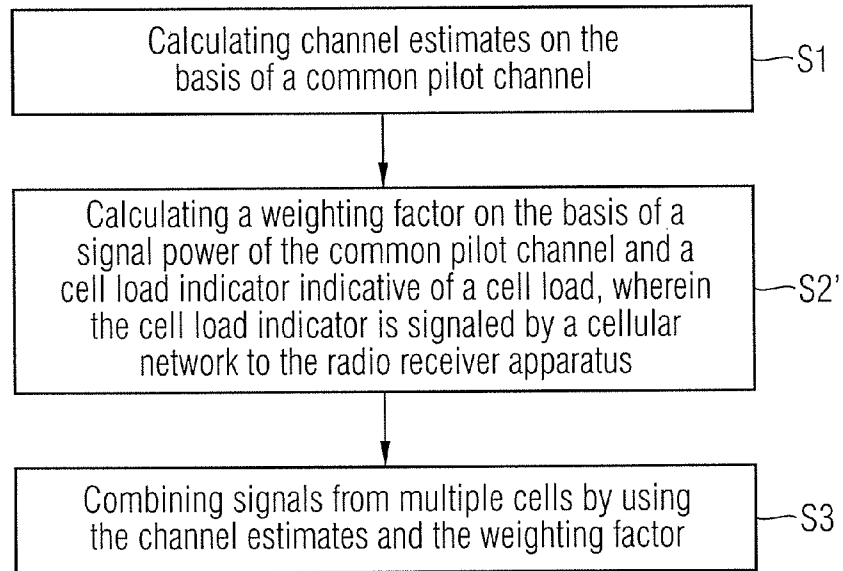 Calculating channel estimates on the
basis of a common pilot channel
S1
Calculating a weighting factor on the basis of a
signal power of the common pilot channel and a
cell load indicator indicative of a cell load, wherein
the cell load indicator is signaled by a cellular
network to the radio receiver apparatus
S2'
Combining signals from multiple cells by using
the channel estimates and the weighting factor
S3